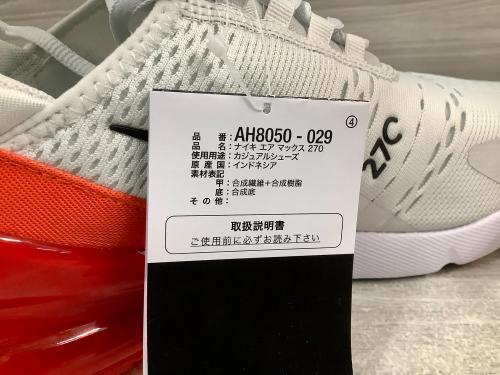 ④
品番:AH8050-029
品名:ナイキ エア マックス 270
使用用途:カジュアルシューズ
原産国:インドネシア
素材表記
甲:合成繊維+合成樹脂
底:合成底
その他:
取扱説明書
ご使用前に必ずお読み下さい
27C